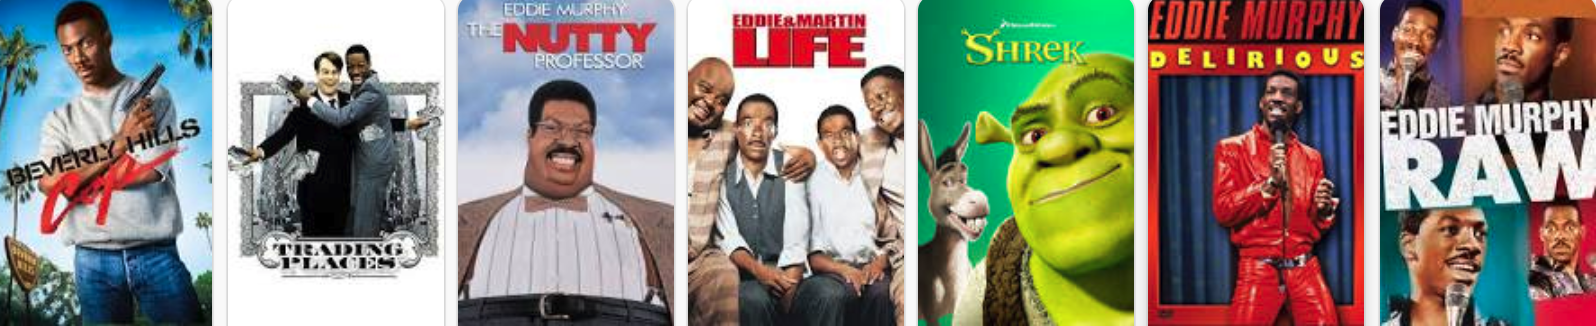 BEVERLY HILLS
Cop
TRADING
PLACES
EDDIE MURPHY
THE NUTTY
PROFESSOR
EDDIE & MARTIN
LIFE
SHREK
EDDIE MURPHY
DELIRIOUS
EDDIE MURPHY
RAW